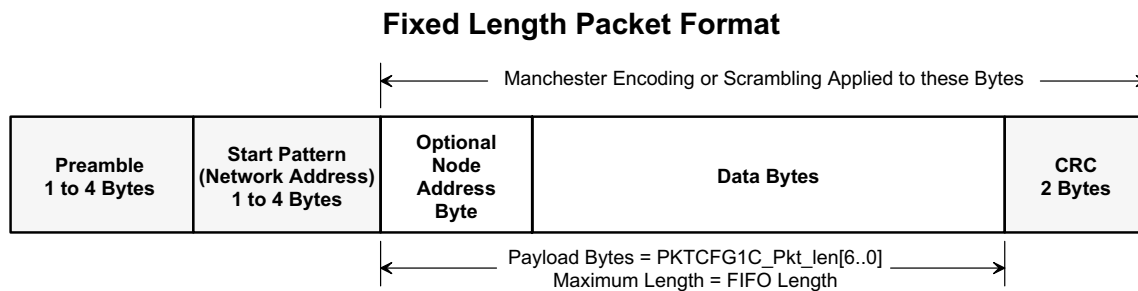 Fixed Length Packet Format
Manchester Encoding or Scrambling Applied to these Bytes
Preamble
1 to 4 Bytes
Start Pattern
(Network Address)
1 to 4 Bytes
Optional
Node
Address
Byte
Data Bytes
CRC
2 Bytes
Payload Bytes = PKTCFG1C_Pkt_len[6..0]
Maximum Length = FIFO Length